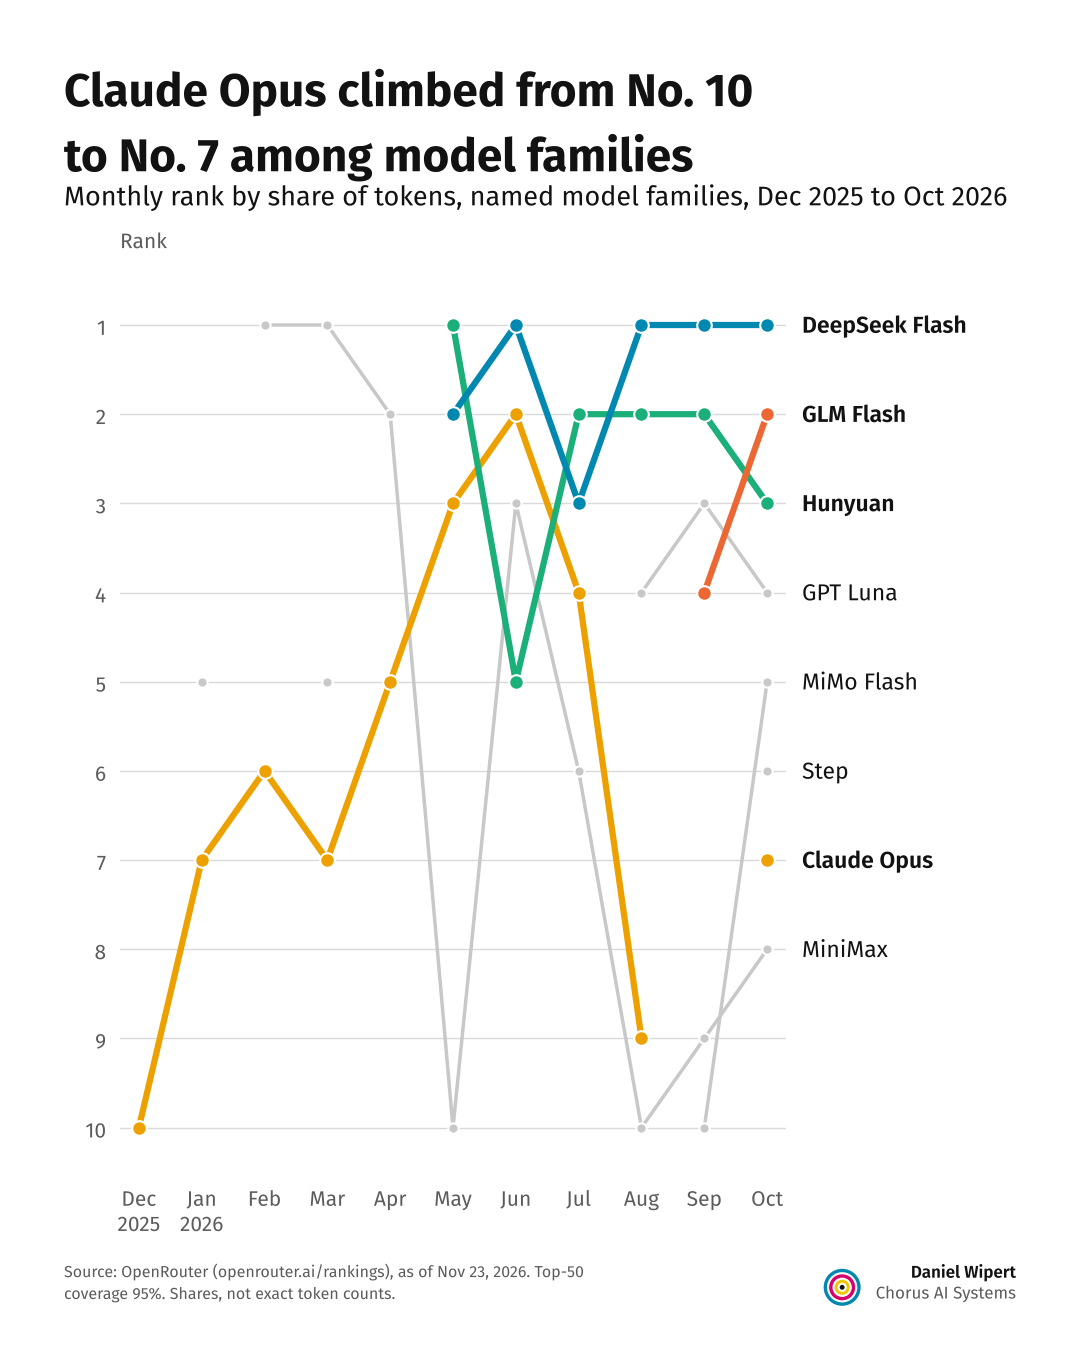 Claude Opus climbed from No. 10
to No. 7 among model families
Monthly rank by share of tokens, named model families, Dec 2025 to Oct 2026
Rank
1
DeepSeek Flash
2
GLM Flash
3
Hunyuan
4
GPT Luna
5
MiMo Flash
6
Step
7
Claude Opus
8
MiniMax
9
10
Dec Jan Feb Mar Apr May Jun Jul Aug Sep Oct
2025 2026
Source: OpenRouter (openrouter.ai/rankings), as of Nov 23, 2026. Top-50
coverage 95%. Shares, not exact token counts.
Daniel Wipert
Chorus AI Systems